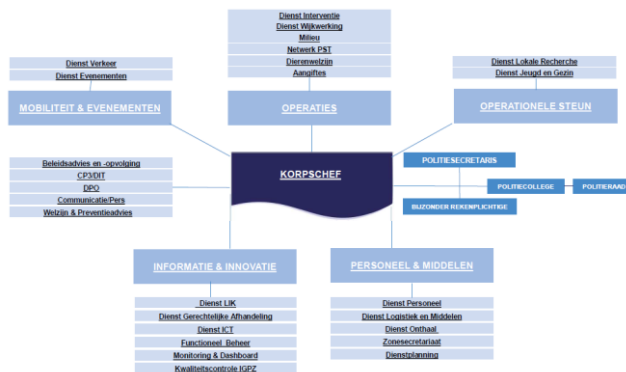 Dienst Interventie
Dienst Wijkwerking
Milieu
Netwerk PST
Dierenwelzijn
Aangiftes
Dienst Verkeer
Dienst Evenementen
Dienst Lokale Recherche
Dienst Jeugd en Gezin
MOBILITEIT & EVENEMENTEN
OPERATIES
OPERATIONELE STEUN
Beleidsadvies en -opvolging
CP3/DIT
DPO
Communicatie/Pers
Welzijn & Preventieadvies
KORPSCHEF
POLITIESECRETARIS
POLITIECOLLEGE
POLITIERAAD
BIJZONDER REKENPLICHTIGE
INFORMATIE & INNOVATIE
PERSONEEL & MIDDELEN
Dienst LIK
Dienst Gerechtelijke Afhandeling
Dienst ICT
Functioneel Beheer
Monitoring & Dashboard
Kwaliteitscontrole IGPZ
Dienst Personeel
Dienst Logistiek en Middelen
Dienst Onthaal
Zonesecretariaat
Dienstplanning